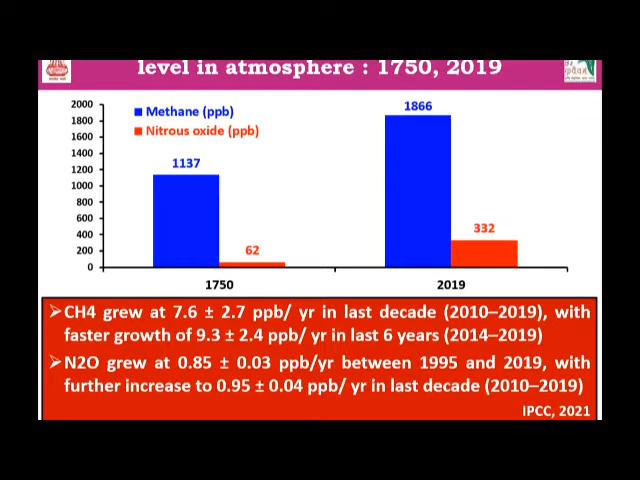 level in atmosphere : 1750, 2019
2000
1800
1600
1400
1200
1000
800
600
400
200
0
Methane (ppb)
Nitrous oxide (ppb)
1137
62
1866
332
1750
2019
CH4 grew at 7.6 ± 2.7 ppb/ yr in last decade (2010–2019), with
faster growth of 9.3 ± 2.4 ppb/ yr in last 6 years (2014–2019)
N2O grew at 0.85 ± 0.03 ppb/yr between 1995 and 2019, with
further increase to 0.95 ± 0.04 ppb/ yr in last decade (2010–2019)
IPCC, 2021